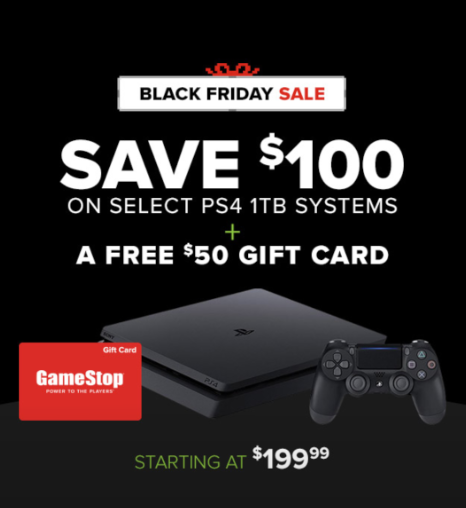 BLACK FRIDAY SALE
SAVE $100
ON SELECT PS4 1TB SYSTEMS
+
A FREE $50 GIFT CARD
Gift Card
GameStop
POWER TO THE PLAYERS
PS4
STARTING AT $199.99